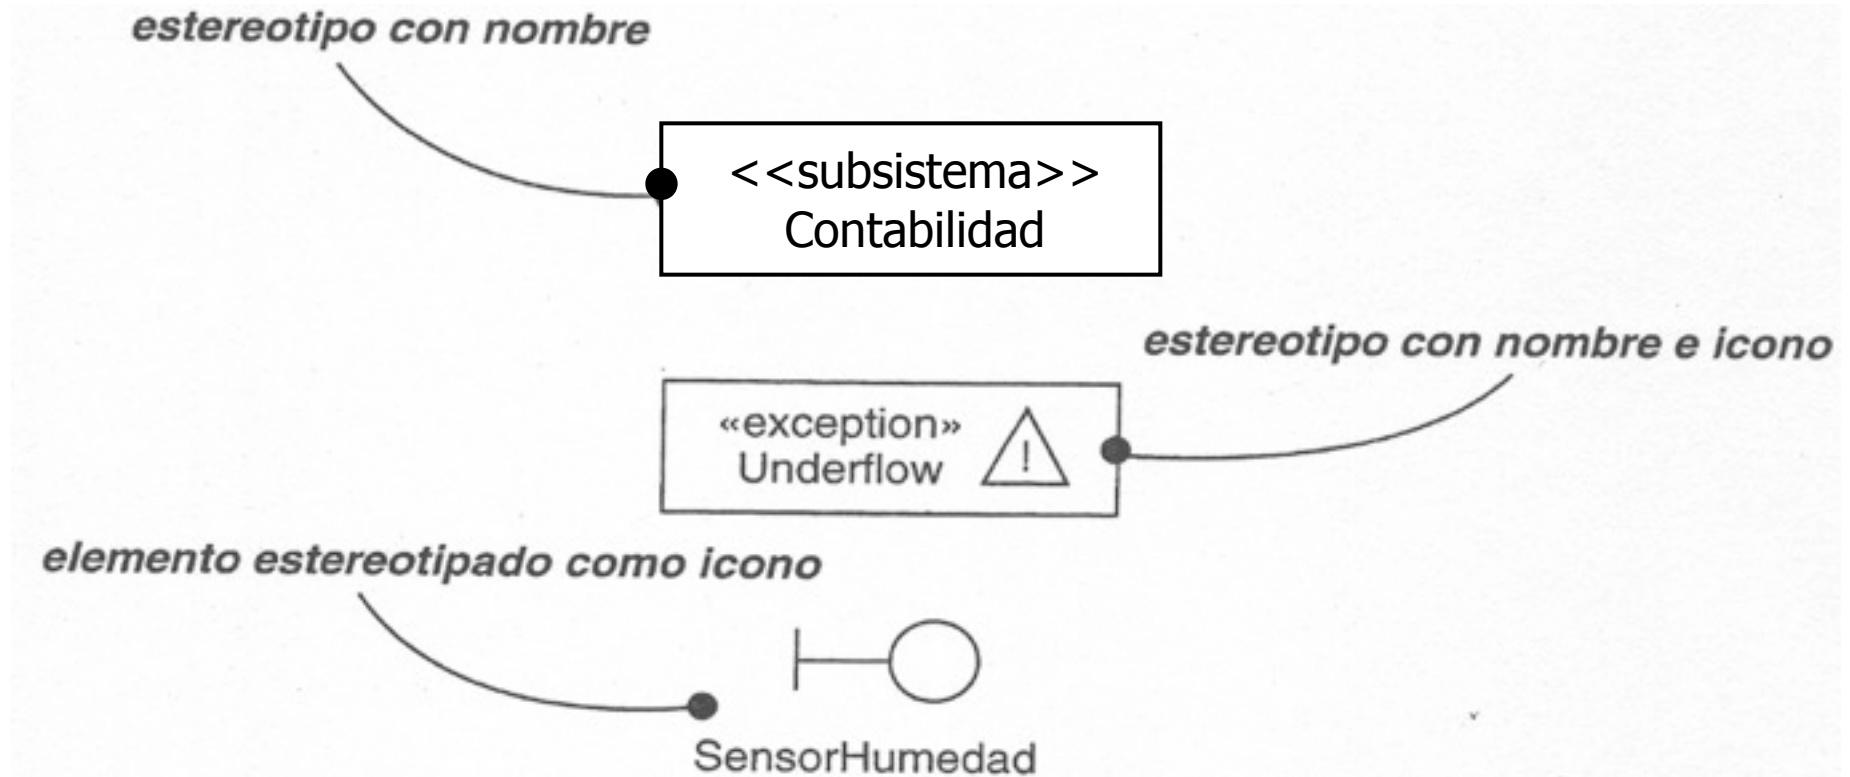 estereotipo con nombre
<<subsistema>>
Contabilidad
estereotipo con nombre e icono
«exception»
Underflow
!
elemento estereotipado como icono
SensorHumedad